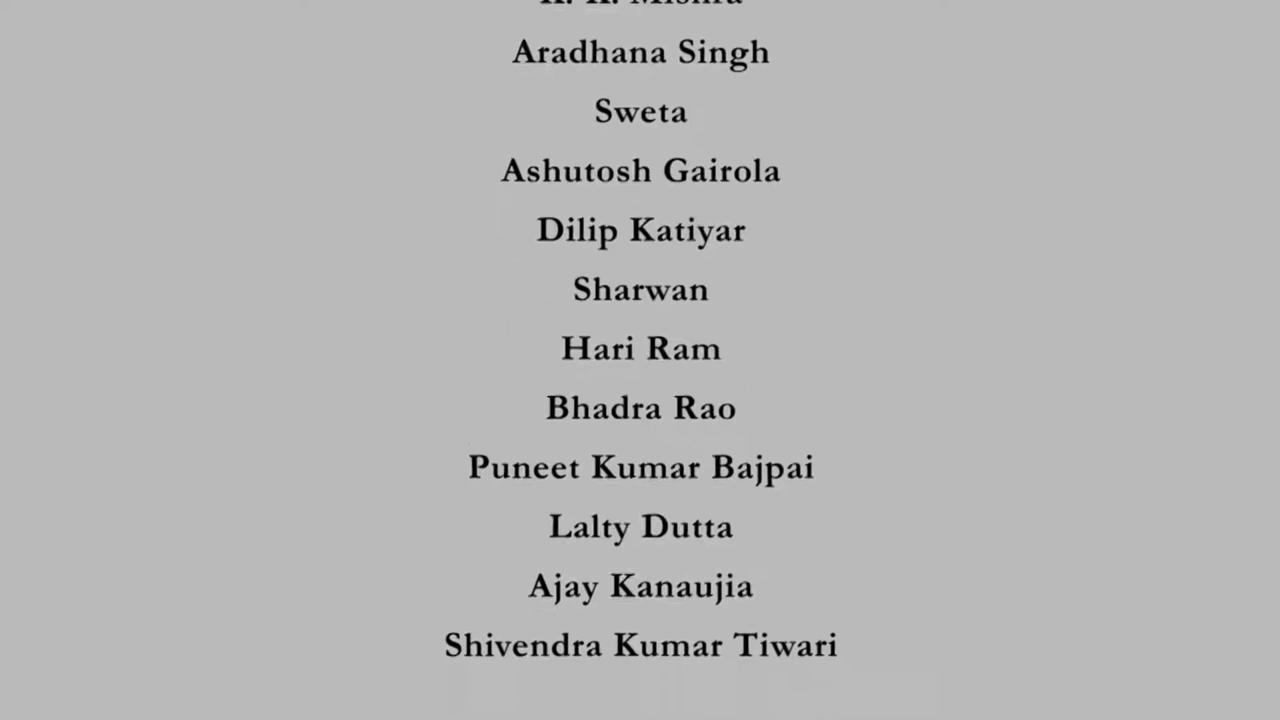 K. K. Mishra
Aradhana Singh
Sweta
Ashutosh Gairola
Dilip Katiyar
Sharwan
Hari Ram
Bhadra Rao
Puneet Kumar Bajpai
Lalty Dutta
Ajay Kanaujia
Shivendra Kumar Tiwari